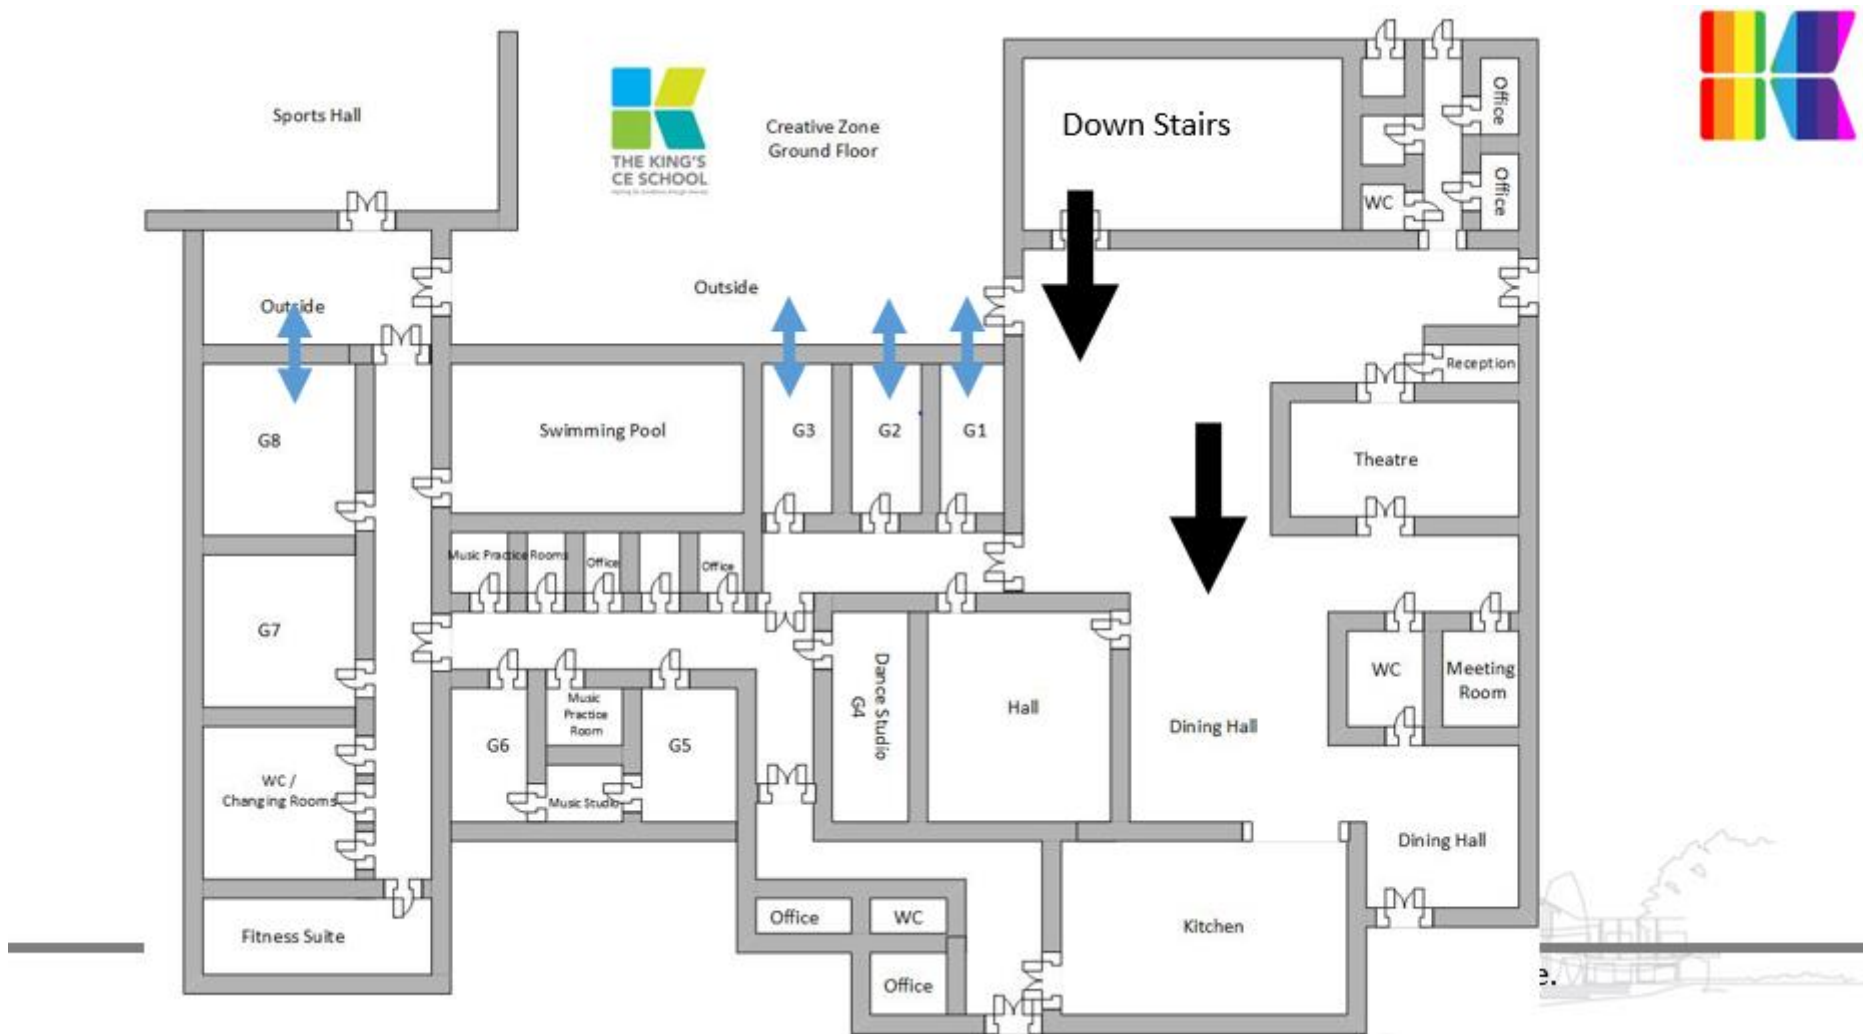 Sports Hall
THE KING'S
CE SCHOOL
Creative Zone
Ground Floor
Down Stairs
Office
Office
WC
Outside
Outside
Reception
G8
Swimming Pool
G3
G2
G1
Theatre
Music Practice Rooms
Office
Office
G7
Dance Studio
G4
Hall
WC
Meeting
Room
Music
Practice
Room
G6
G5
Dining Hall
WC /
Changing Rooms
Music Studio
Dining Hall
Office
WC
Kitchen
Fitness Suite
Office
e.